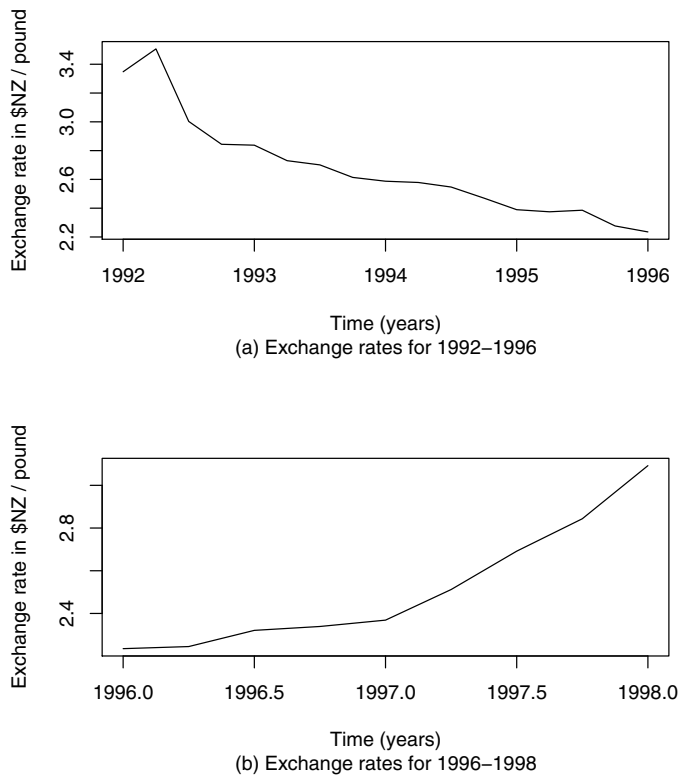 Exchange rate in $NZ / pound
3.4
3.0
2.6
2.2
1992 1993 1994 1995 1996
Time (years)
(a) Exchange rates for 1992–1996
Exchange rate in $NZ / pound
2.8
2.4
1996.0 1996.5 1997.0 1997.5 1998.0
Time (years)
(b) Exchange rates for 1996–1998